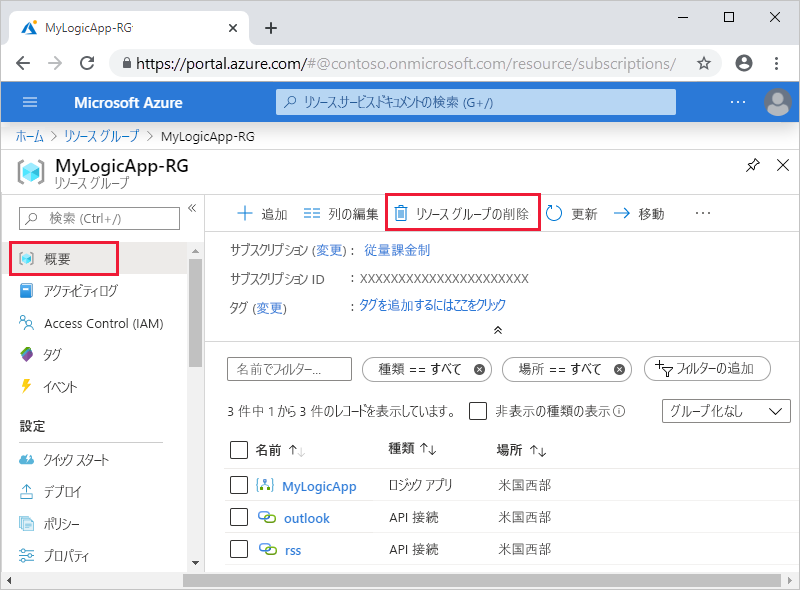 MyLogicApp-RG
https://portal.azure.com/#@contoso.onmicrosoft.com/resource/subscriptions/
Microsoft Azure
リソース、サービス、ドキュメントの検索 (G+/)
ホーム > リソース グループ > MyLogicApp-RG
MyLogicApp-RG
リソース グループ
検索 (Ctrl+/)
概要
アクティビティログ
Access Control (IAM)
タグ
イベント
設定
クイック スタート
デプロイ
ポリシー
プロパティ
追加 列の編集 リソース グループの削除 更新 移動
サブスクリプション (変更) : 従量課金制
サブスクリプション ID : XXXXXXXXXXXXXXXXXXXXXXX
タグ (変更) : タグを追加するにはここをクリック
名前でフィルター... 種類 == すべて 場所 == すべて フィルターの追加
3 件中 1 から 3 件のレコードを表示しています。 非表示の種類の表示 グループ化なし
名前 ↑↓ 種類 ↑↓ 場所 ↑↓
MyLogicApp ロジック アプリ 米国西部
outlook API 接続 米国西部
rss API 接続 米国西部